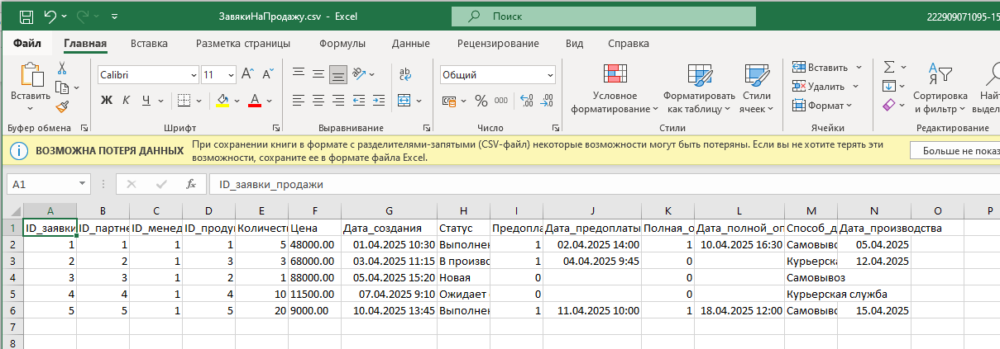 ЗавякиНаПродажу.csv - Excel
Поиск
222909071095-15
Файл Главная Вставка Разметка страницы Формулы Данные Рецензирование Вид Справка
Вставить
Буфер обмена
Calibri 11
Ж К Ч
Шрифт
Выравнивание
Общий
Число
Условное форматирование
Форматировать как таблицу
Стили ячеек
Стили
Вставить
Удалить
Формат
Ячейки
Сортировка и фильтр
Най
выдел
Редактирование
ВОЗМОЖНА ПОТЕРЯ ДАННЫХ При сохранении книги в формате с разделителями-запятыми (CSV-файл) некоторые возможности могут быть потеряны. Если вы не хотите терять эти
возможности, сохраните ее в формате файла Excel.
Больше не показ
A1 fx ID_заявки_продажи
A B C D E F G H I J K L M N O P
1 ID_заявки ID_партне ID_менед ID_проду Количеств Цена Дата_создания Статус Предопла Дата_предоплаты Полная_о Дата_полной_оп Способ_д Дата_производства
2 1 1 1 1 5 48000.00 01.04.2025 10:30 Выполнен 1 02.04.2025 14:00 1 10.04.2025 16:30 Самовыво 05.04.2025
3 2 2 1 3 3 68000.00 03.04.2025 11:15 В произво 1 04.04.2025 9:45 0 Курьерска 12.04.2025
4 3 3 1 2 1 88000.00 05.04.2025 15:20 Новая 0 0 Самовывоз
5 4 4 1 4 10 11500.00 07.04.2025 9:10 Ожидает 0 0 Курьерская служба
6 5 5 1 5 20 9000.00 10.04.2025 13:45 Выполнен 1 11.04.2025 10:00 1 18.04.2025 12:00 Самовыво 15.04.2025
7
8